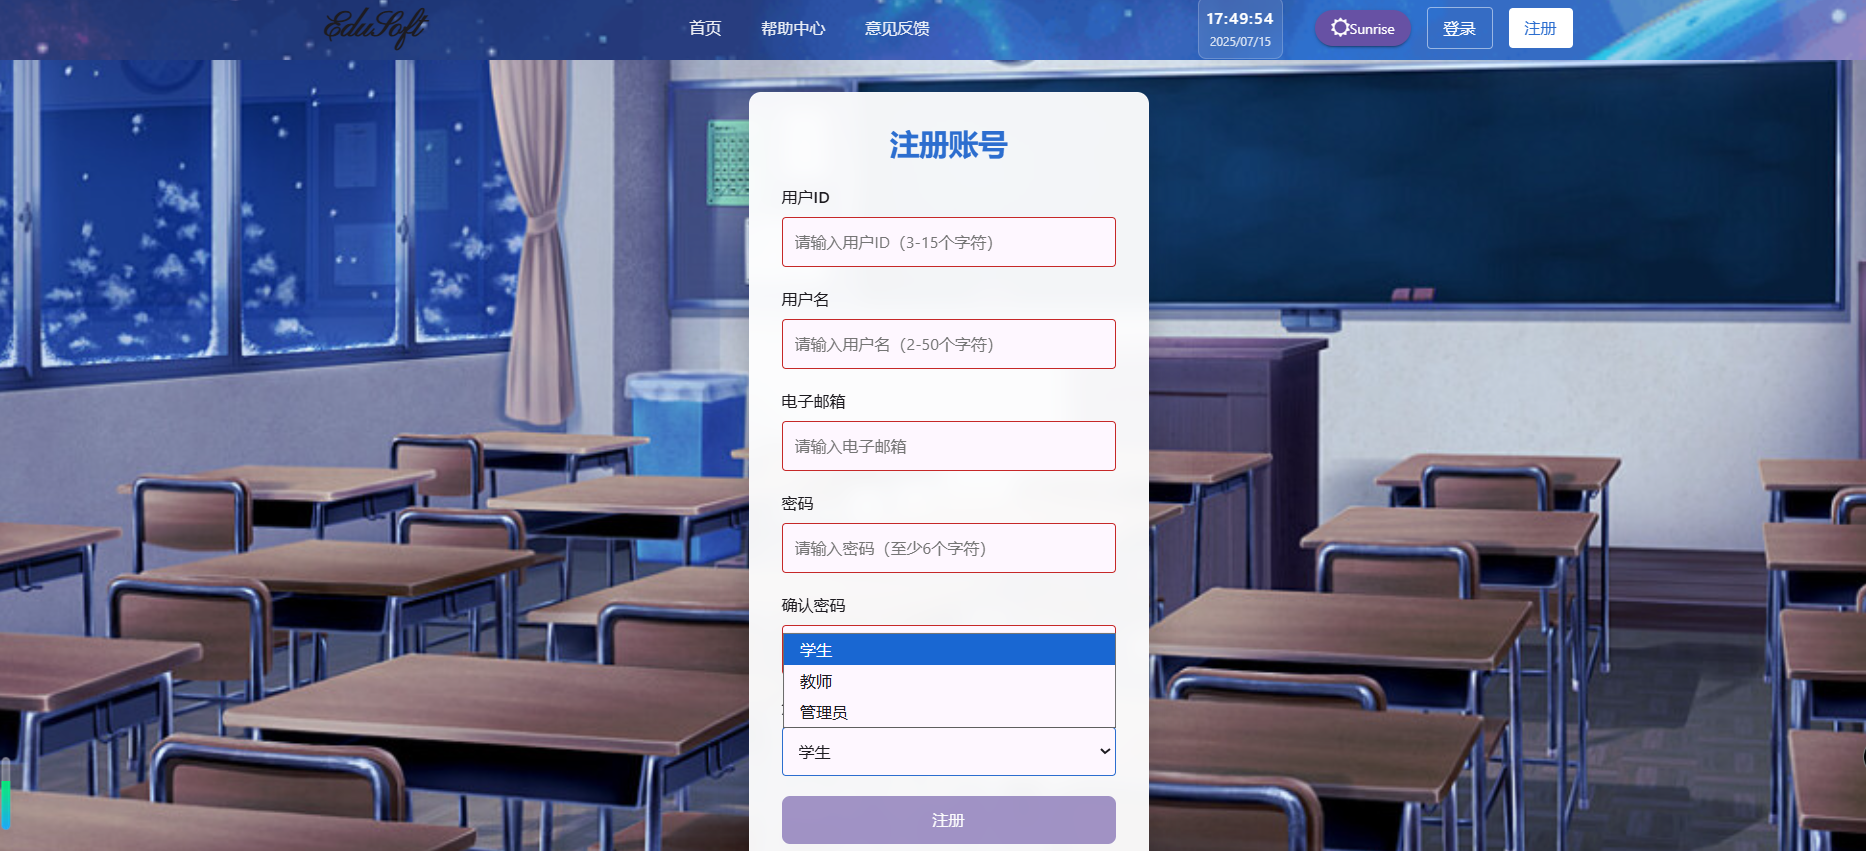 EduSoft
首页
帮助中心
意见反馈
17:49:54
2025/07/15
Sunrise
登录
注册
注册账号
用户ID
请输入用户ID（3-15个字符）
用户名
请输入用户名（2-50个字符）
电子邮箱
请输入电子邮箱
密码
请输入密码（至少6个字符）
确认密码
学生
教师
管理员
学生
注册